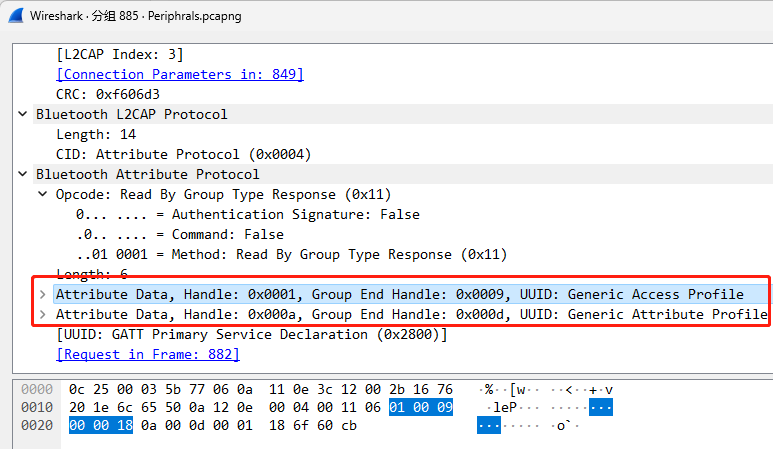 Wireshark · 分组 885 · Periphrals.pcapng
[L2CAP Index: 3]
[Connection Parameters in: 849]
CRC: 0xf606d3
Bluetooth L2CAP Protocol
Length: 14
CID: Attribute Protocol (0x0004)
Bluetooth Attribute Protocol
Opcode: Read By Group Type Response (0x11)
0... .... = Authentication Signature: False
.0.. .... = Command: False
..01 0001 = Method: Read By Group Type Response (0x11)
Length: 6
Attribute Data, Handle: 0x0001, Group End Handle: 0x0009, UUID: Generic Access Profile
Attribute Data, Handle: 0x000a, Group End Handle: 0x000d, UUID: Generic Attribute Profile
[UUID: GATT Primary Service Declaration (0x2800)]
[Request in Frame: 882]
0000 0c 25 00 03 5b 77 06 0a 11 0e 3c 12 00 2b 16 76 ·%··[w·· ··<··+·v
0010 20 1e 6c 65 50 0a 12 0e 00 04 00 11 06 01 00 09 ·leP··· ········
0020 00 00 18 0a 00 0d 00 01 18 6f 60 cb ········ ·o`·